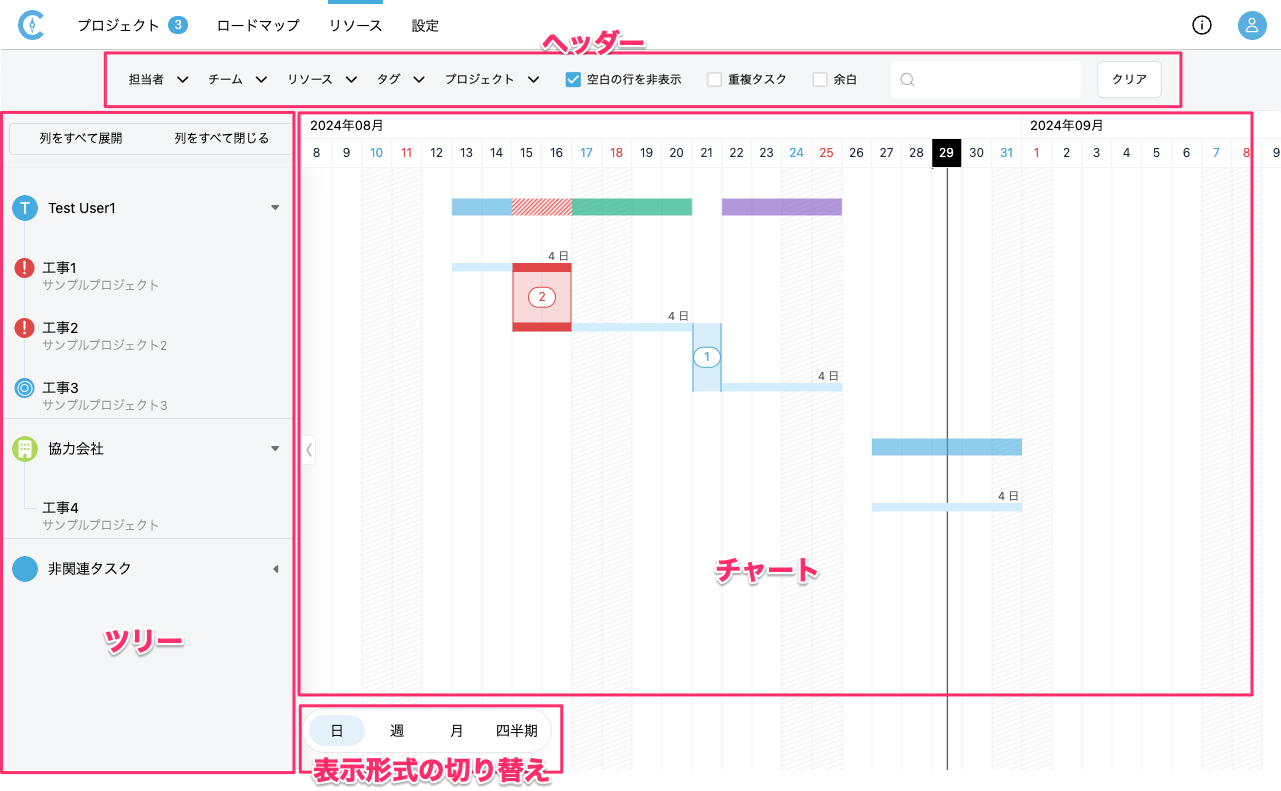 プロジェクト 3 ロードマップ リソース 設定
ヘッダー
担当者 チーム リソース タグ プロジェクト 空白の行を非表示 重複タスク 余白 クリア
列をすべて展開 列をすべて閉じる
2024年08月 2024年09月
8 9 10 11 12 13 14 15 16 17 18 19 20 21 22 23 24 25 26 27 28 29 30 31 1 2 3 4 5 6 7 8 9
T Test User1
4 日
工事1
サンプルプロジェクト
2
4 日
工事2
サンプルプロジェクト2
1
4 日
工事3
サンプルプロジェクト3
協力会社
4 日
工事4
サンプルプロジェクト
非関連タスク
チャート
ツリー
日 週 月 四半期
表示形式の切り替え